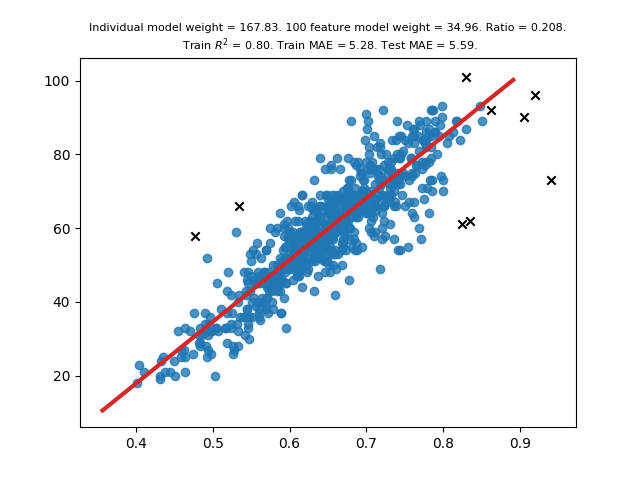 Individual model weight = 167.83. 100 feature model weight = 34.96. Ratio = 0.208.
Train R² = 0.80. Train MAE = 5.28. Test MAE = 5.59.
100
80
60
40
20
0.4 0.5 0.6 0.7 0.8 0.9